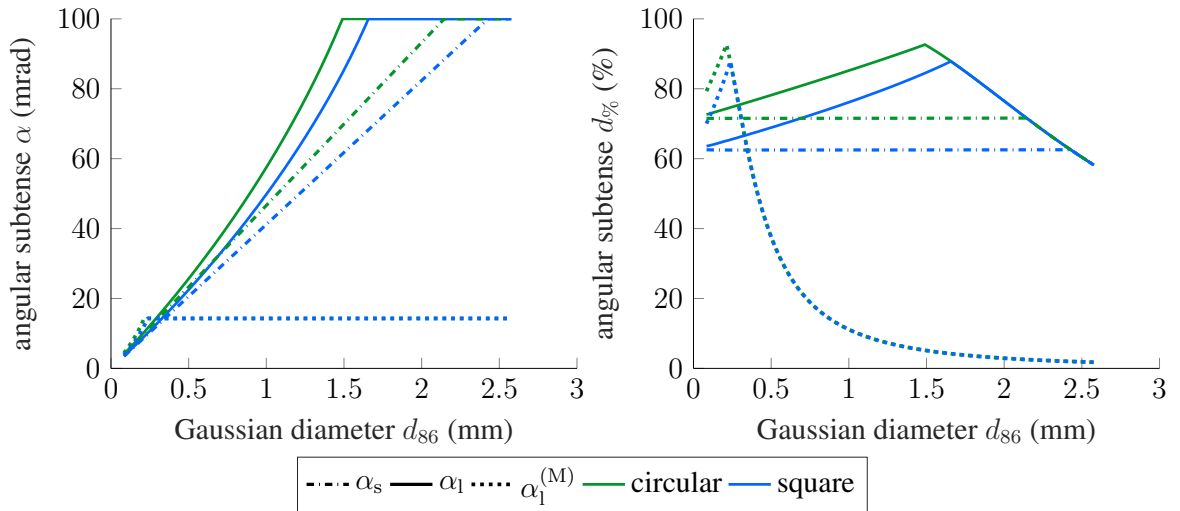 angular subtense α (mrad)
100
80
60
40
20
0
0 0.5 1 1.5 2 2.5 3
Gaussian diameter d₈₆ (mm)
angular subtense d% (%)
100
80
60
40
20
0
0 0.5 1 1.5 2 2.5 3
Gaussian diameter d₈₆ (mm)
αₛ αₗ αₗ⁽ᴹ⁾ circular square